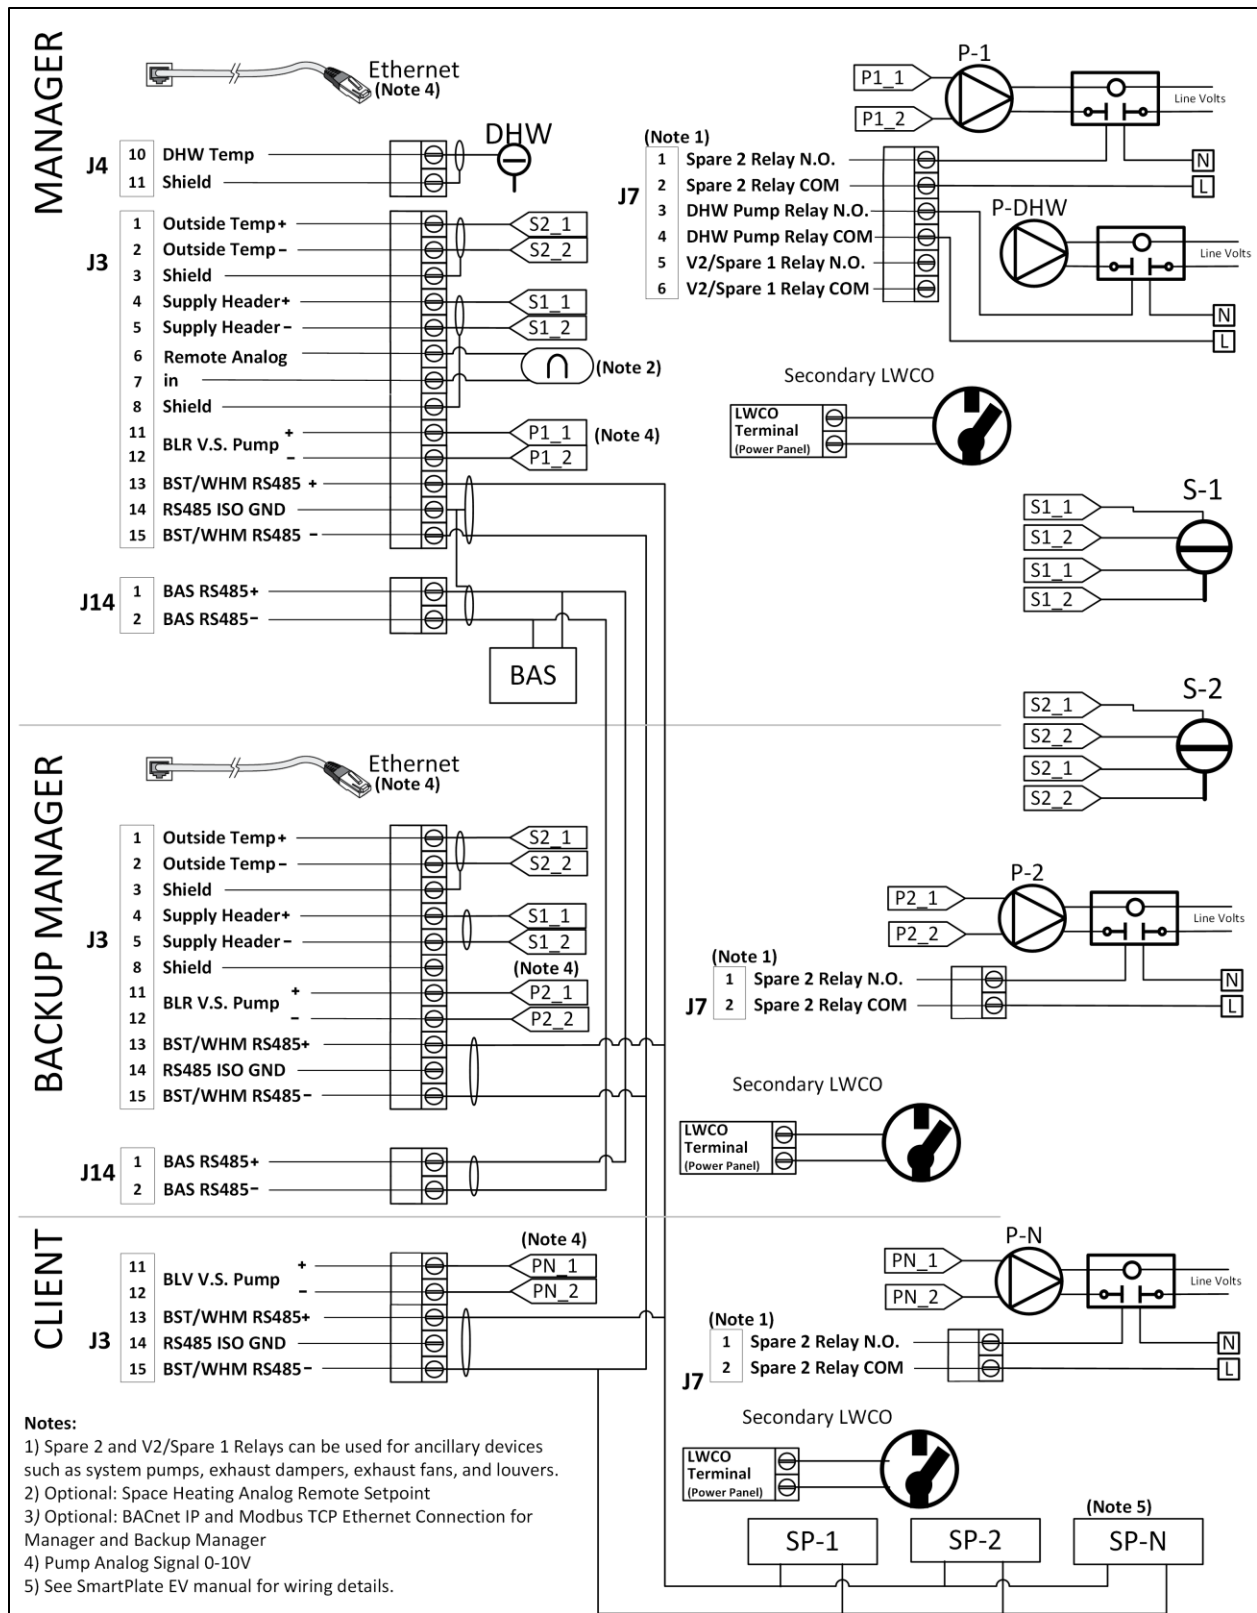 MANAGER
Ethernet
(Note 4)
J4
10 DHW Temp
11 Shield
DHW
J3
1 Outside Temp+
2 Outside Temp-
3 Shield
4 Supply Header+
5 Supply Header-
6 Remote Analog
7 in
8 Shield
11 BLR V.S. Pump +
12 -
13 BST/WHM RS485 +
14 RS485 ISO GND
15 BST/WHM RS485 -
S2_1
S2_2
S1_1
S1_2
(Note 2)
P1_1
(Note 4)
P1_2
J14
1 BAS RS485+
2 BAS RS485-
BAS
P-1
P1_1
P1_2
Line Volts
(Note 1)
J7
1 Spare 2 Relay N.O.
2 Spare 2 Relay COM
3 DHW Pump Relay N.O.
4 DHW Pump Relay COM
5 V2/Spare 1 Relay N.O.
6 V2/Spare 1 Relay COM
N
L
P-DHW
Line Volts
N
L
Secondary LWCO
LWCO
Terminal
(Power Panel)
S-1
S1_1
S1_2
S1_1
S1_2
S-2
S2_1
S2_2
S2_1
S2_2
BACKUP MANAGER
Ethernet
(Note 4)
J3
1 Outside Temp+
2 Outside Temp-
3 Shield
4 Supply Header+
5 Supply Header-
8 Shield
11 BLR V.S. Pump +
12 -
13 BST/WHM RS485+
14 RS485 ISO GND
15 BST/WHM RS485-
S2_1
S2_2
S1_1
S1_2
(Note 4)
P2_1
P2_2
J14
1 BAS RS485+
2 BAS RS485-
P-2
P2_1
P2_2
Line Volts
(Note 1)
J7
1 Spare 2 Relay N.O.
2 Spare 2 Relay COM
N
L
Secondary LWCO
LWCO
Terminal
(Power Panel)
CLIENT
J3
11 BLV V.S. Pump +
12 -
13 BST/WHM RS485+
14 RS485 ISO GND
15 BST/WHM RS485-
(Note 4)
PN_1
PN_2
P-N
PN_1
PN_2
Line Volts
(Note 1)
J7
1 Spare 2 Relay N.O.
2 Spare 2 Relay COM
N
L
Secondary LWCO
LWCO
Terminal
(Power Panel)
(Note 5)
SP-1
SP-2
SP-N
Notes:
1) Spare 2 and V2/Spare 1 Relays can be used for ancillary devices
such as system pumps, exhaust dampers, exhaust fans, and louvers.
2) Optional: Space Heating Analog Remote Setpoint
3) Optional: BACnet IP and Modbus TCP Ethernet Connection for
Manager and Backup Manager
4) Pump Analog Signal 0-10V
5) See SmartPlate EV manual for wiring details.